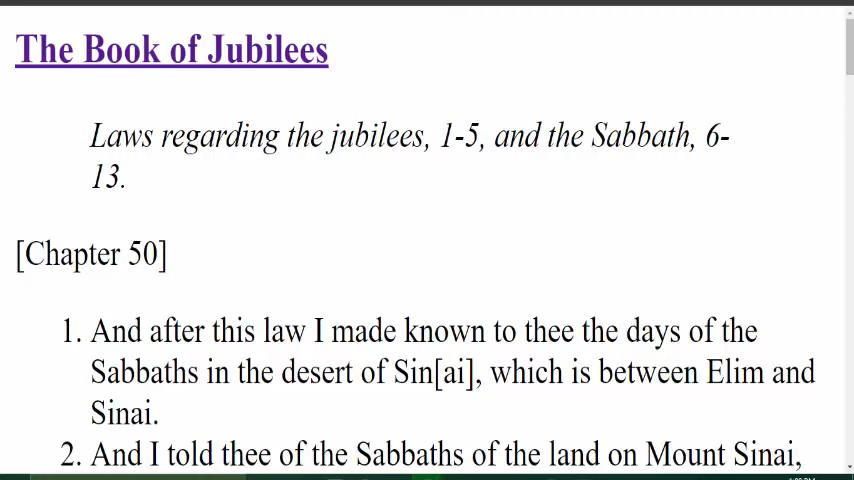 The Book of Jubilees
Laws regarding the jubilees, 1-5, and the Sabbath, 6-
13.
[Chapter 50]
1. And after this law I made known to thee the days of the
Sabbaths in the desert of Sin[ai], which is between Elim and
Sinai.
2. And I told thee of the Sabbaths of the land on Mount Sinai,